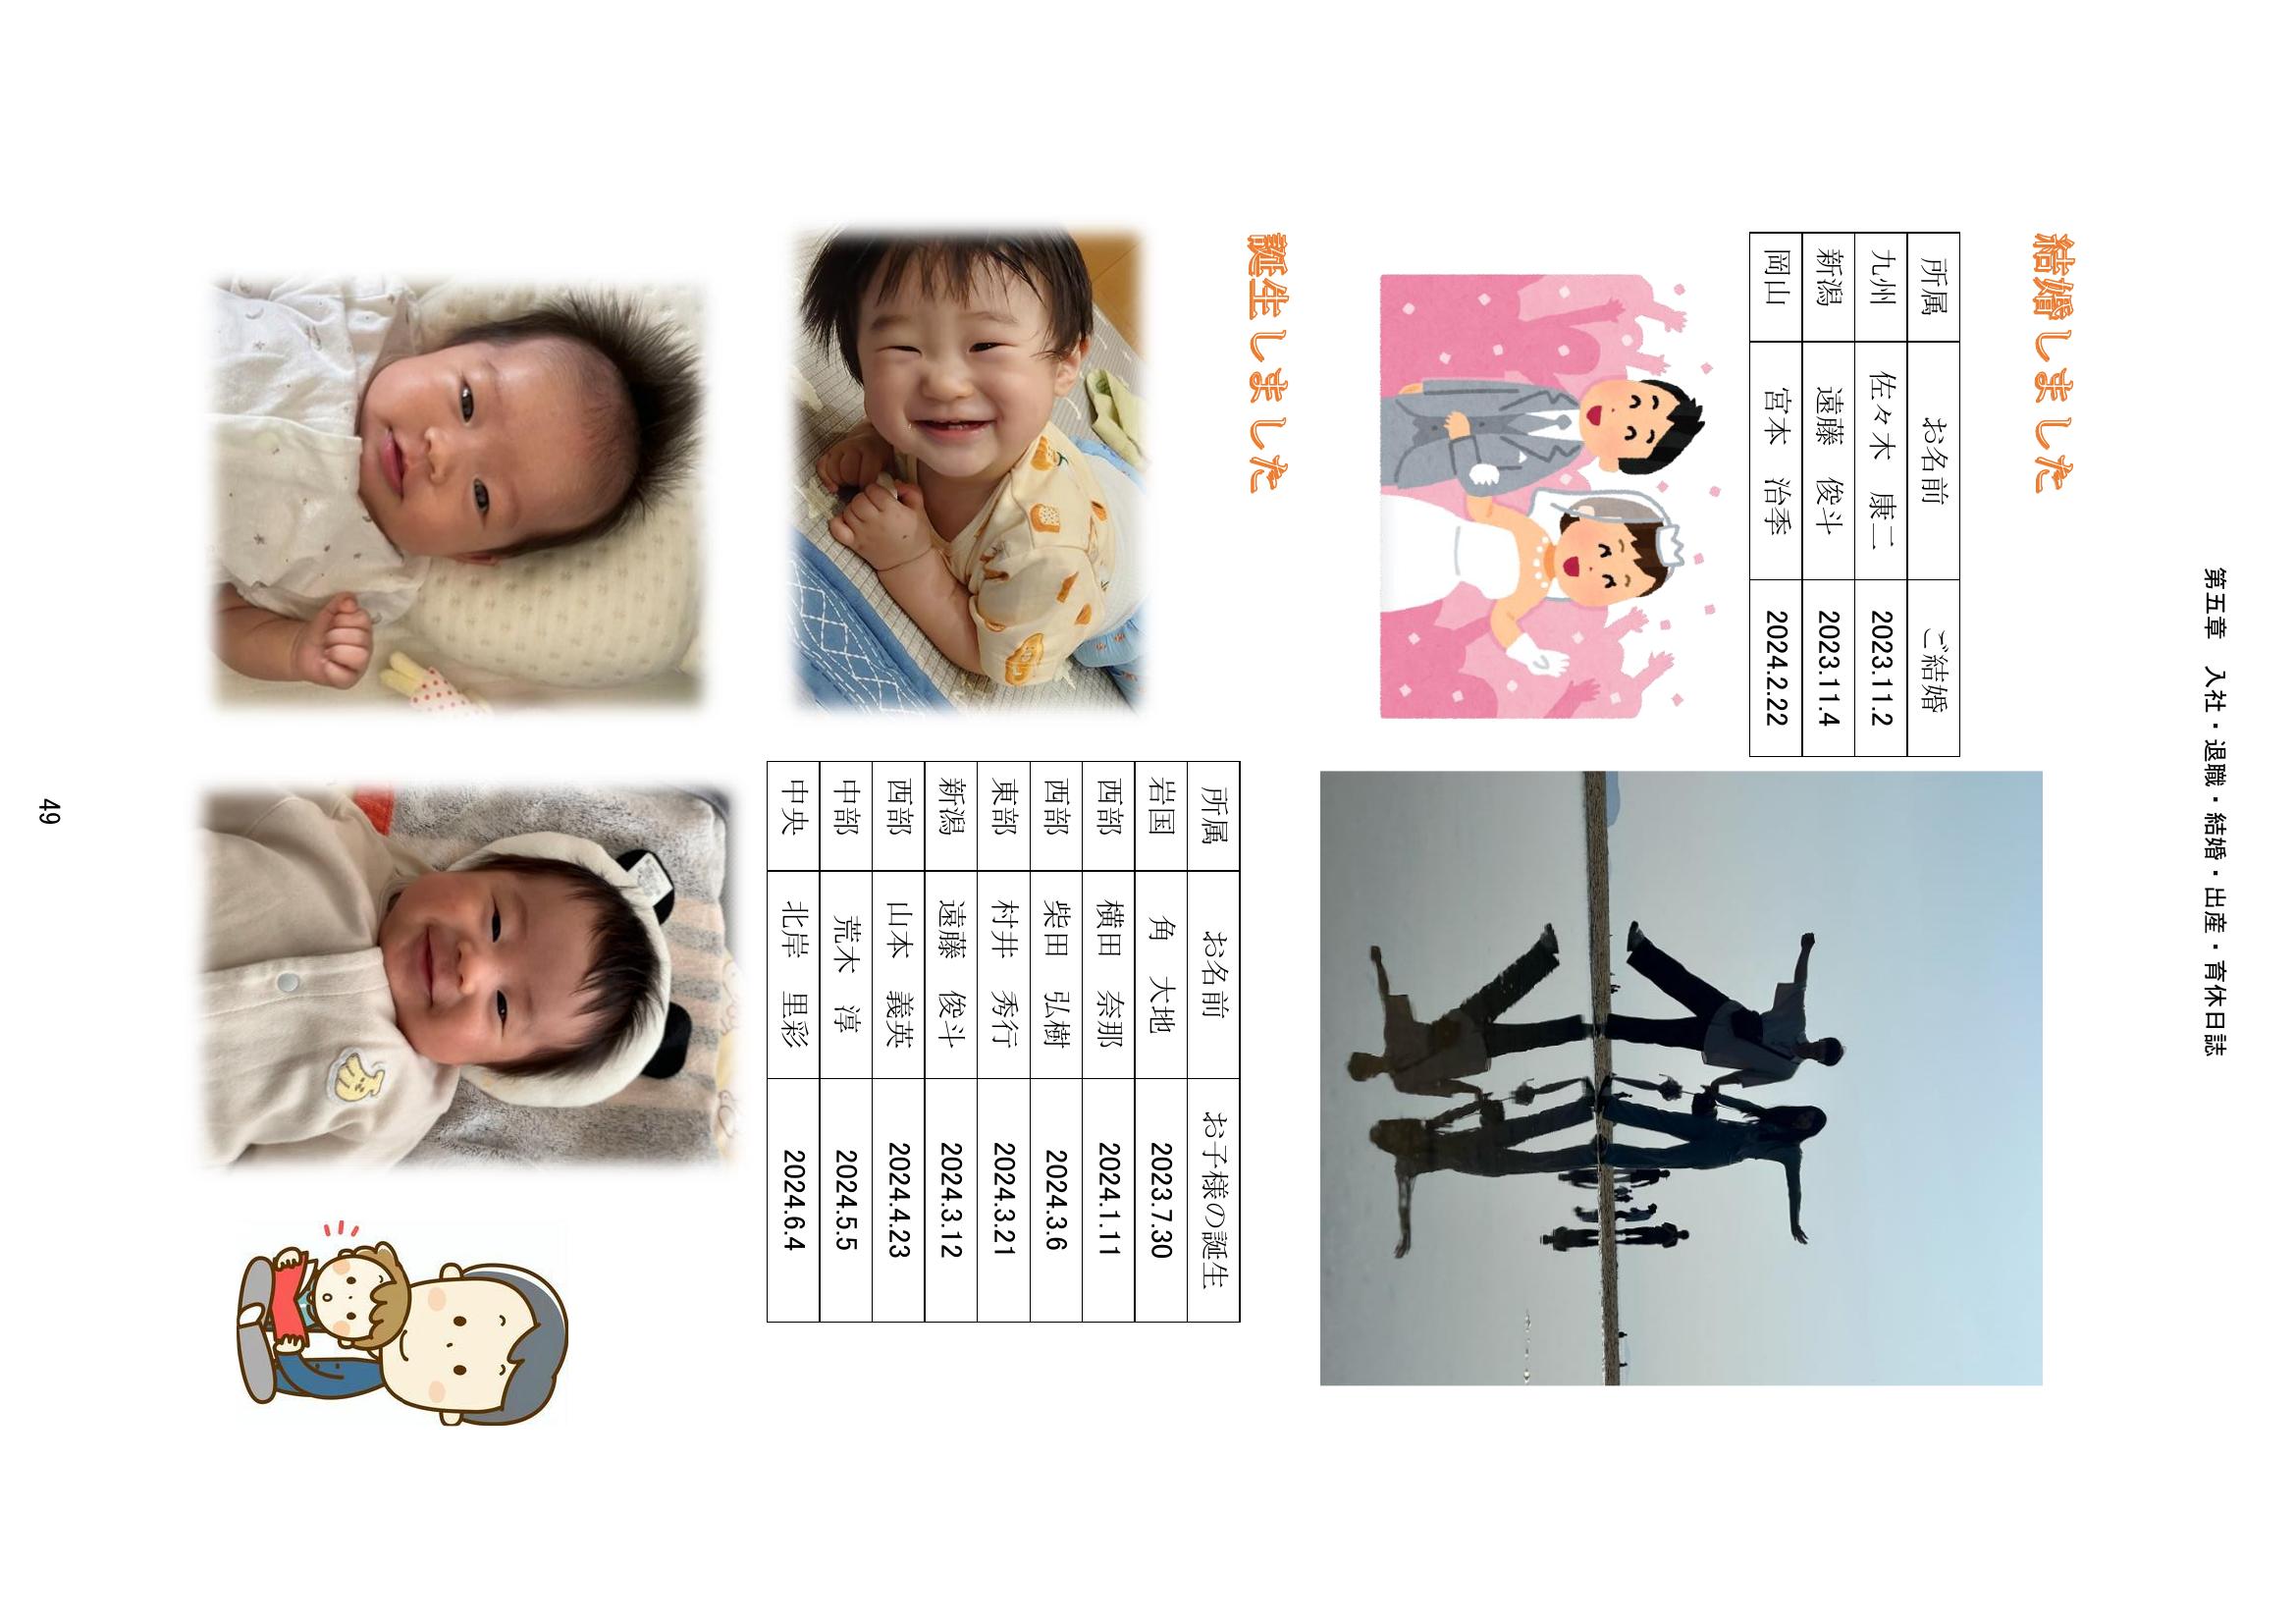 第五章　入社・退職・結婚・出産・育休日誌
結婚しました
所属　お名前　ご結婚
九州　佐々木　康二　2023.11.2
新潟　遠藤　俊斗　2023.11.4
岡山　宮本　治季　2024.2.22
誕生しました
所属　お名前　お子様の誕生
岩国　角　大地　2023.7.30
西部　横田　奈那　2024.1.11
西部　柴田　弘樹　2024.3.6
東部　村井　秀行　2024.3.21
新潟　遠藤　俊斗　2024.3.12
西部　山本　義英　2024.4.23
中部　荒木　淳　2024.5.5
中央　北岸　里彩　2024.6.4
49